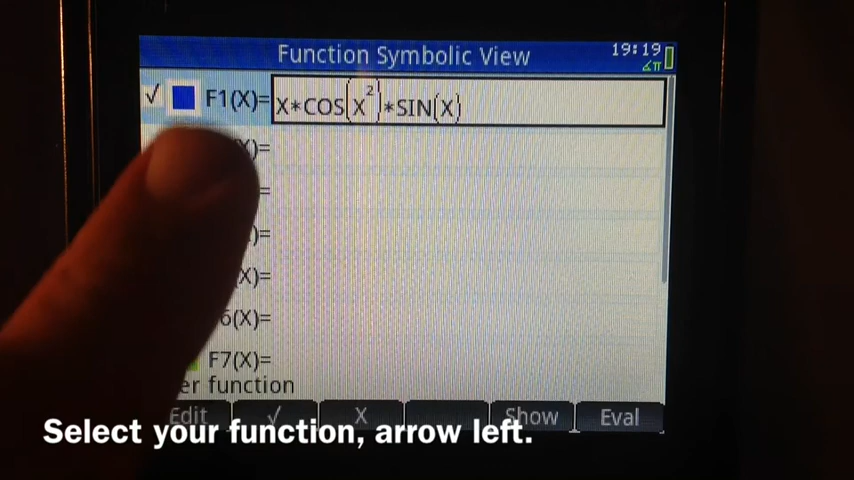 Function Symbolic View
19:19
∡π
✓ F1(X)= X*COS(X²)*SIN(X)
X)=
)=
)=
(X)=
6(X)=
F7(X)=
er function
Edit ✓ X Show Eval
Select your function, arrow left.